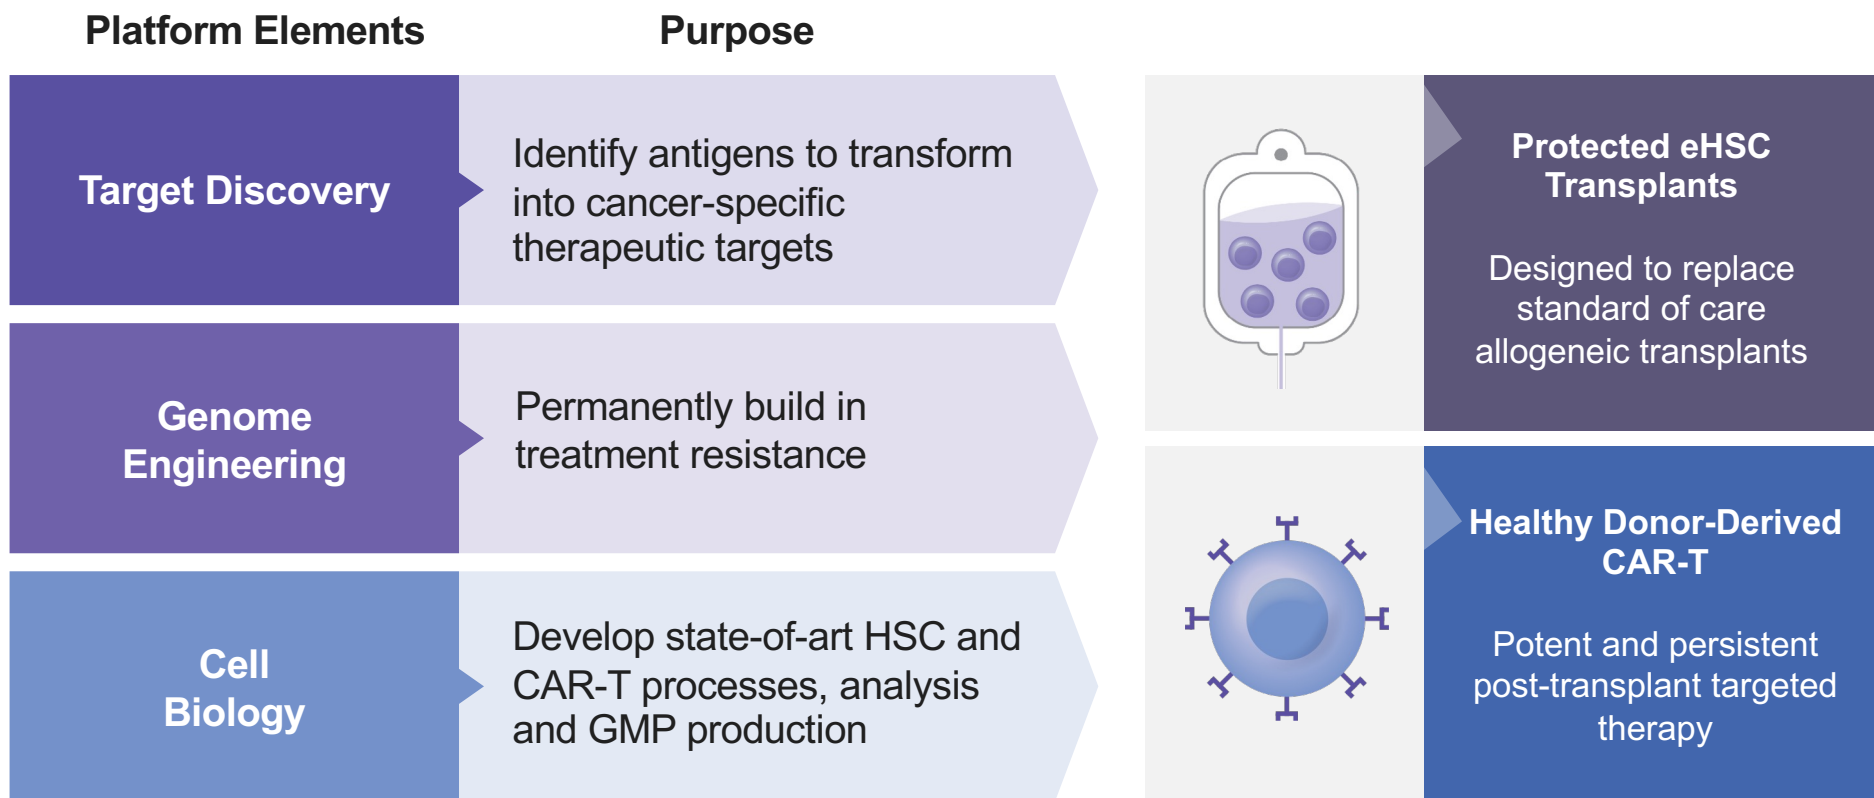 Platform Elements
Purpose
Target Discovery
Identify antigens to transform
into cancer-specific
therapeutic targets
Genome
Engineering
Permanently build in
treatment resistance
Cell
Biology
Develop state-of-art HSC and
CAR-T processes, analysis
and GMP production
Protected eHSC
Transplants
Designed to replace
standard of care
allogeneic transplants
Healthy Donor-Derived
CAR-T
Potent and persistent
post-transplant targeted
therapy